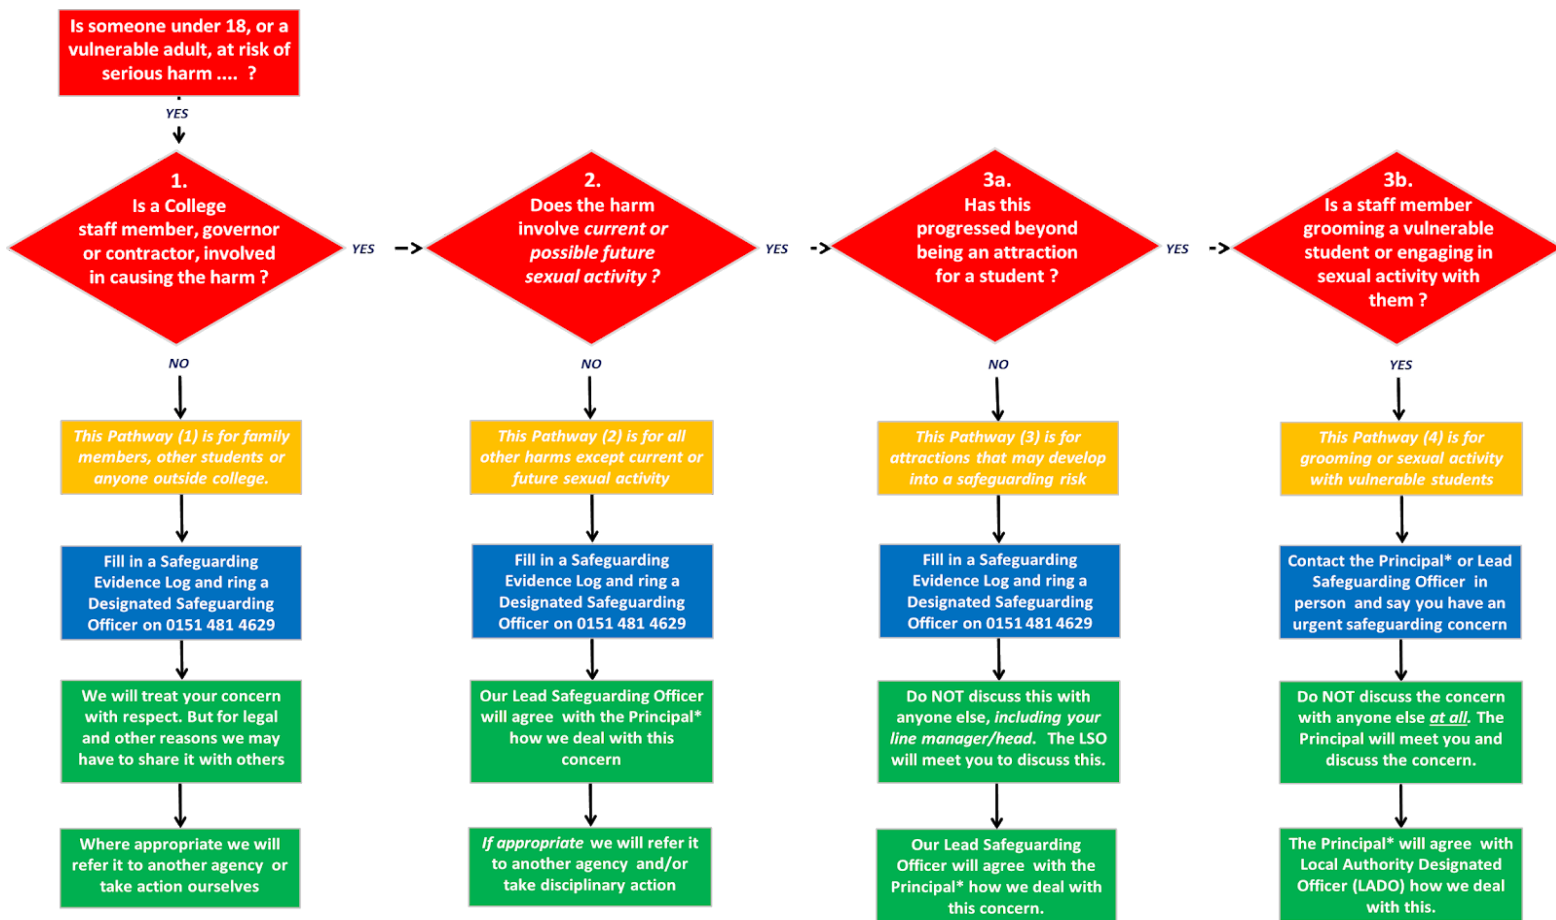 Is someone under 18, or a
vulnerable adult, at risk of
serious harm .... ?
YES
1.
Is a College
staff member, governor
or contractor, involved
in causing the harm ?
YES
2.
Does the harm
involve current or
possible future
sexual activity ?
YES
3a.
Has this
progressed beyond
being an attraction
for a student ?
YES
3b.
Is a staff member
grooming a vulnerable
student or engaging in
sexual activity with
them ?
NO
NO
NO
YES
This Pathway (1) is for family
members, other students or
anyone outside college.
This Pathway (2) is for all
other harms except current or
future sexual activity
This Pathway (3) is for
attractions that may develop
into a safeguarding risk
This Pathway (4) is for
grooming or sexual activity
with vulnerable students
Fill in a Safeguarding
Evidence Log and ring a
Designated Safeguarding
Officer on 0151 481 4629
Fill in a Safeguarding
Evidence Log and ring a
Designated Safeguarding
Officer on 0151 481 4629
Fill in a Safeguarding
Evidence Log and ring a
Designated Safeguarding
Officer on 0151 481 4629
Contact the Principal* or Lead
Safeguarding Officer in
person and say you have an
urgent safeguarding concern
We will treat your concern
with respect. But for legal
and other reasons we may
have to share it with others
Our Lead Safeguarding Officer
will agree with the Principal*
how we deal with this
concern
Do NOT discuss this with
anyone else, including your
line manager/head. The LSO
will meet you to discuss this.
Do NOT discuss the concern
with anyone else at all. The
Principal will meet you and
discuss the concern.
Where appropriate we will
refer it to another agency or
take action ourselves
If appropriate we will refer it
to another agency and/or
take disciplinary action
Our Lead Safeguarding
Officer will agree with the
Principal* how we deal with
this concern.
The Principal* will agree with
Local Authority Designated
Officer (LADO) how we deal
with this.